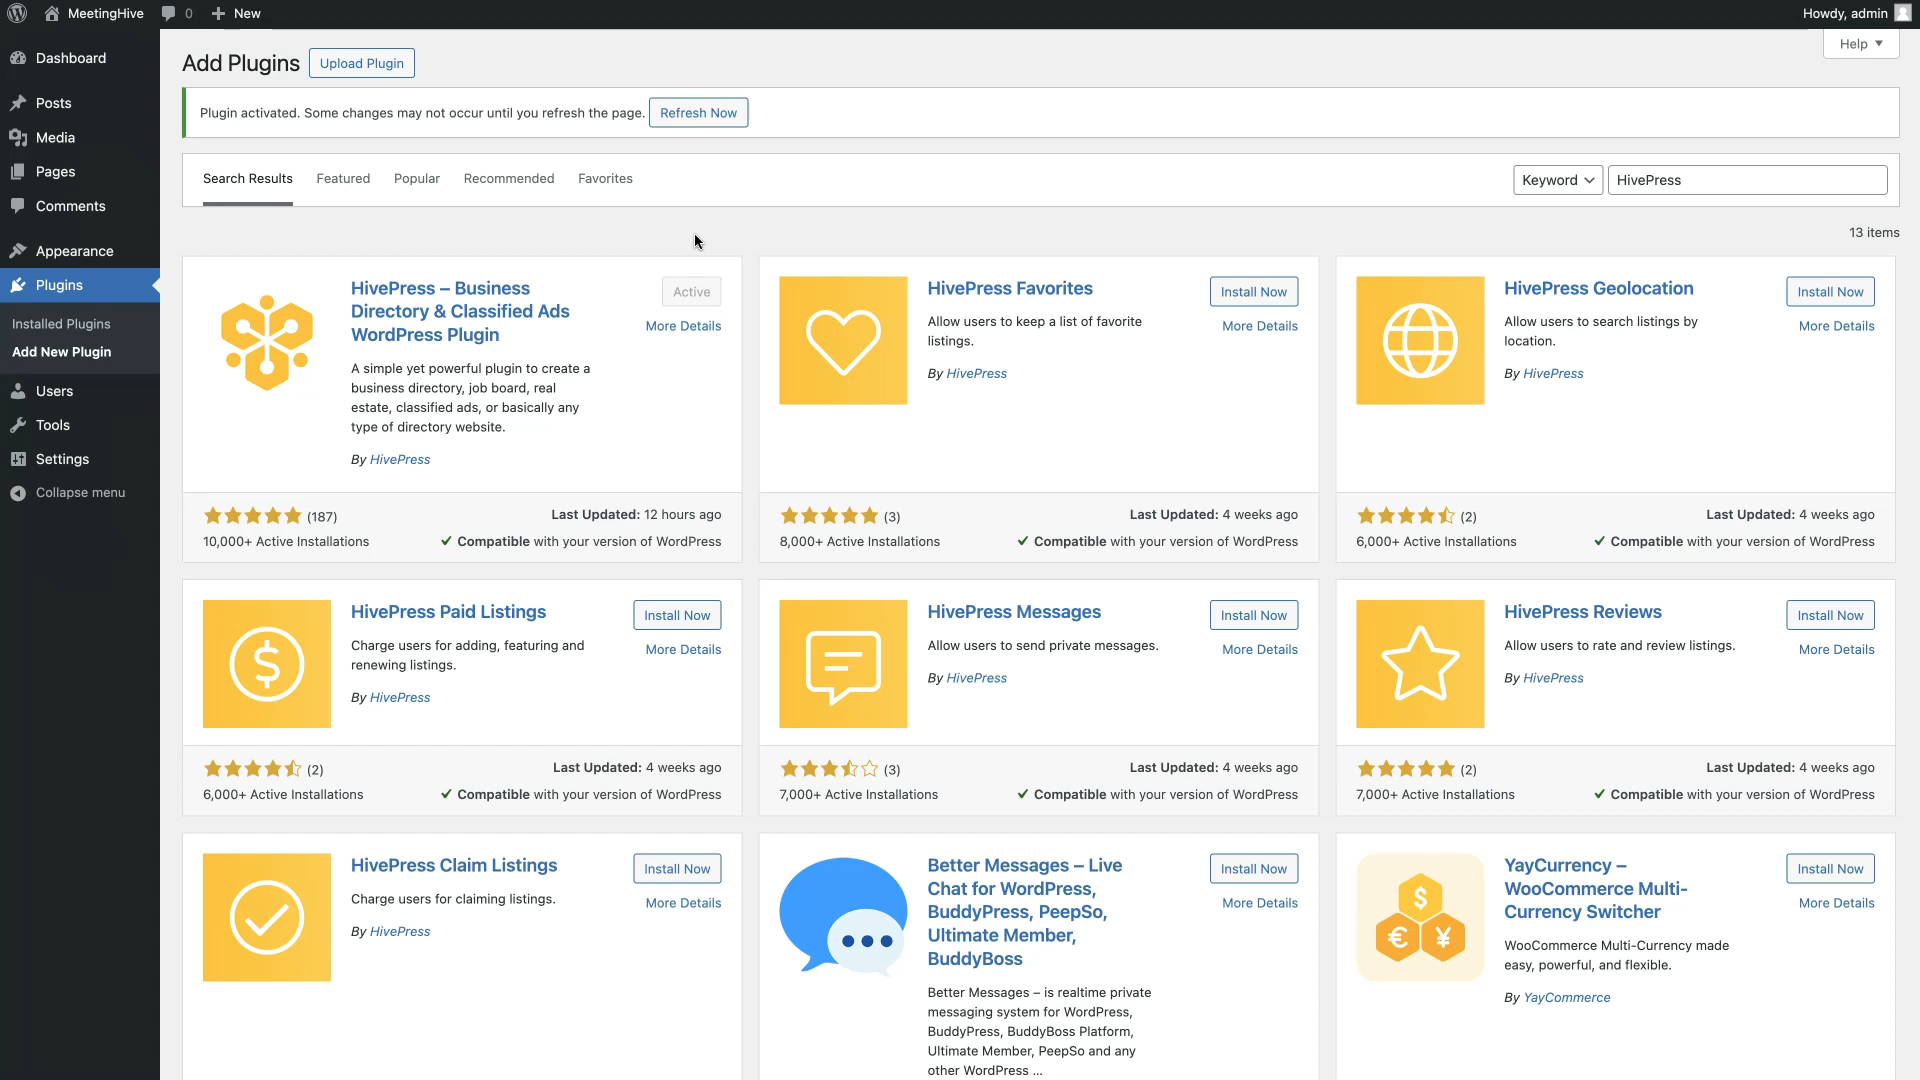 MeetingHive
0
New
Howdy, admin
Dashboard
Posts
Media
Pages
Comments
Appearance
Plugins
Installed Plugins
Add New Plugin
Users
Tools
Settings
Collapse menu
Help
Add Plugins
Upload Plugin
Plugin activated. Some changes may not occur until you refresh the page.
Refresh Now
Search Results
Featured
Popular
Recommended
Favorites
Keyword
HivePress
13 items
HivePress – Business
Directory & Classified Ads
WordPress Plugin
Active
More Details
A simple yet powerful plugin to create a
business directory, job board, real
estate, classified ads, or basically any
type of directory website.
By HivePress
(187)
Last Updated: 12 hours ago
10,000+ Active Installations
Compatible with your version of WordPress
HivePress Favorites
Install Now
More Details
Allow users to keep a list of favorite
listings.
By HivePress
(3)
Last Updated: 4 weeks ago
8,000+ Active Installations
Compatible with your version of WordPress
HivePress Geolocation
Install Now
More Details
Allow users to search listings by
location.
By HivePress
(2)
Last Updated: 4 weeks ago
6,000+ Active Installations
Compatible with your version of WordPress
HivePress Paid Listings
Install Now
More Details
Charge users for adding, featuring and
renewing listings.
By HivePress
(2)
Last Updated: 4 weeks ago
6,000+ Active Installations
Compatible with your version of WordPress
HivePress Messages
Install Now
More Details
Allow users to send private messages.
By HivePress
(3)
Last Updated: 4 weeks ago
7,000+ Active Installations
Compatible with your version of WordPress
HivePress Reviews
Install Now
More Details
Allow users to rate and review listings.
By HivePress
(2)
Last Updated: 4 weeks ago
7,000+ Active Installations
Compatible with your version of WordPress
HivePress Claim Listings
Install Now
More Details
Charge users for claiming listings.
By HivePress
Better Messages – Live
Chat for WordPress,
BuddyPress, PeepSo,
Ultimate Member,
BuddyBoss
Install Now
More Details
Better Messages – is realtime private
messaging system for WordPress,
BuddyPress, BuddyBoss Platform,
Ultimate Member, PeepSo and any
other WordPress ...
YayCurrency –
WooCommerce Multi-
Currency Switcher
Install Now
More Details
WooCommerce Multi-Currency made
easy, powerful, and flexible.
By YayCommerce